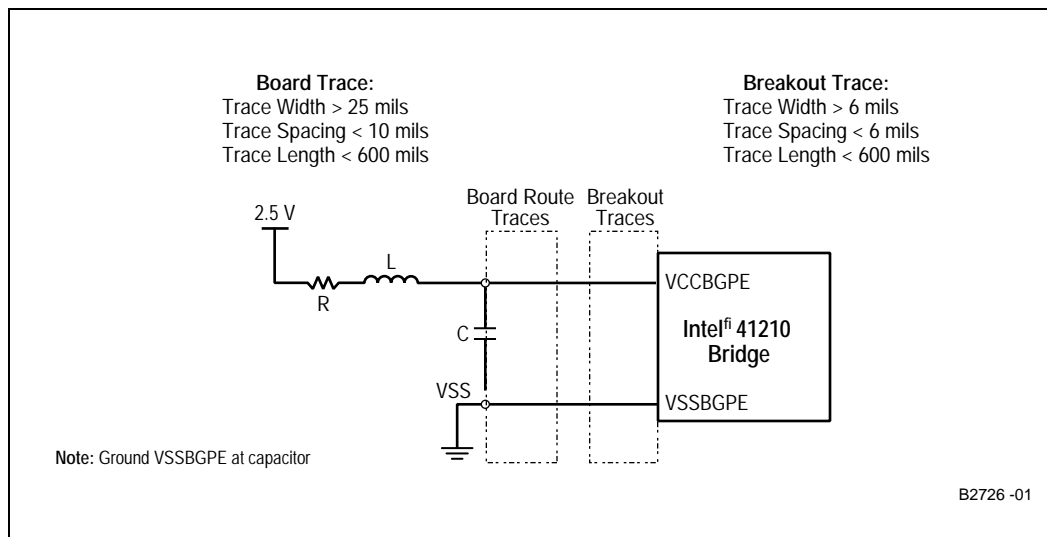 Board Trace:
Trace Width > 25 mils
Trace Spacing < 10 mils
Trace Length < 600 mils
Breakout Trace:
Trace Width > 6 mils
Trace Spacing < 6 mils
Trace Length < 600 mils
Board Route
Traces
Breakout
Traces
2.5 V
L
R
C
VSS
VCCBGPE
Intelfi 41210
Bridge
VSSBGPE
Note: Ground VSSBGPE at capacitor
B2726 -01